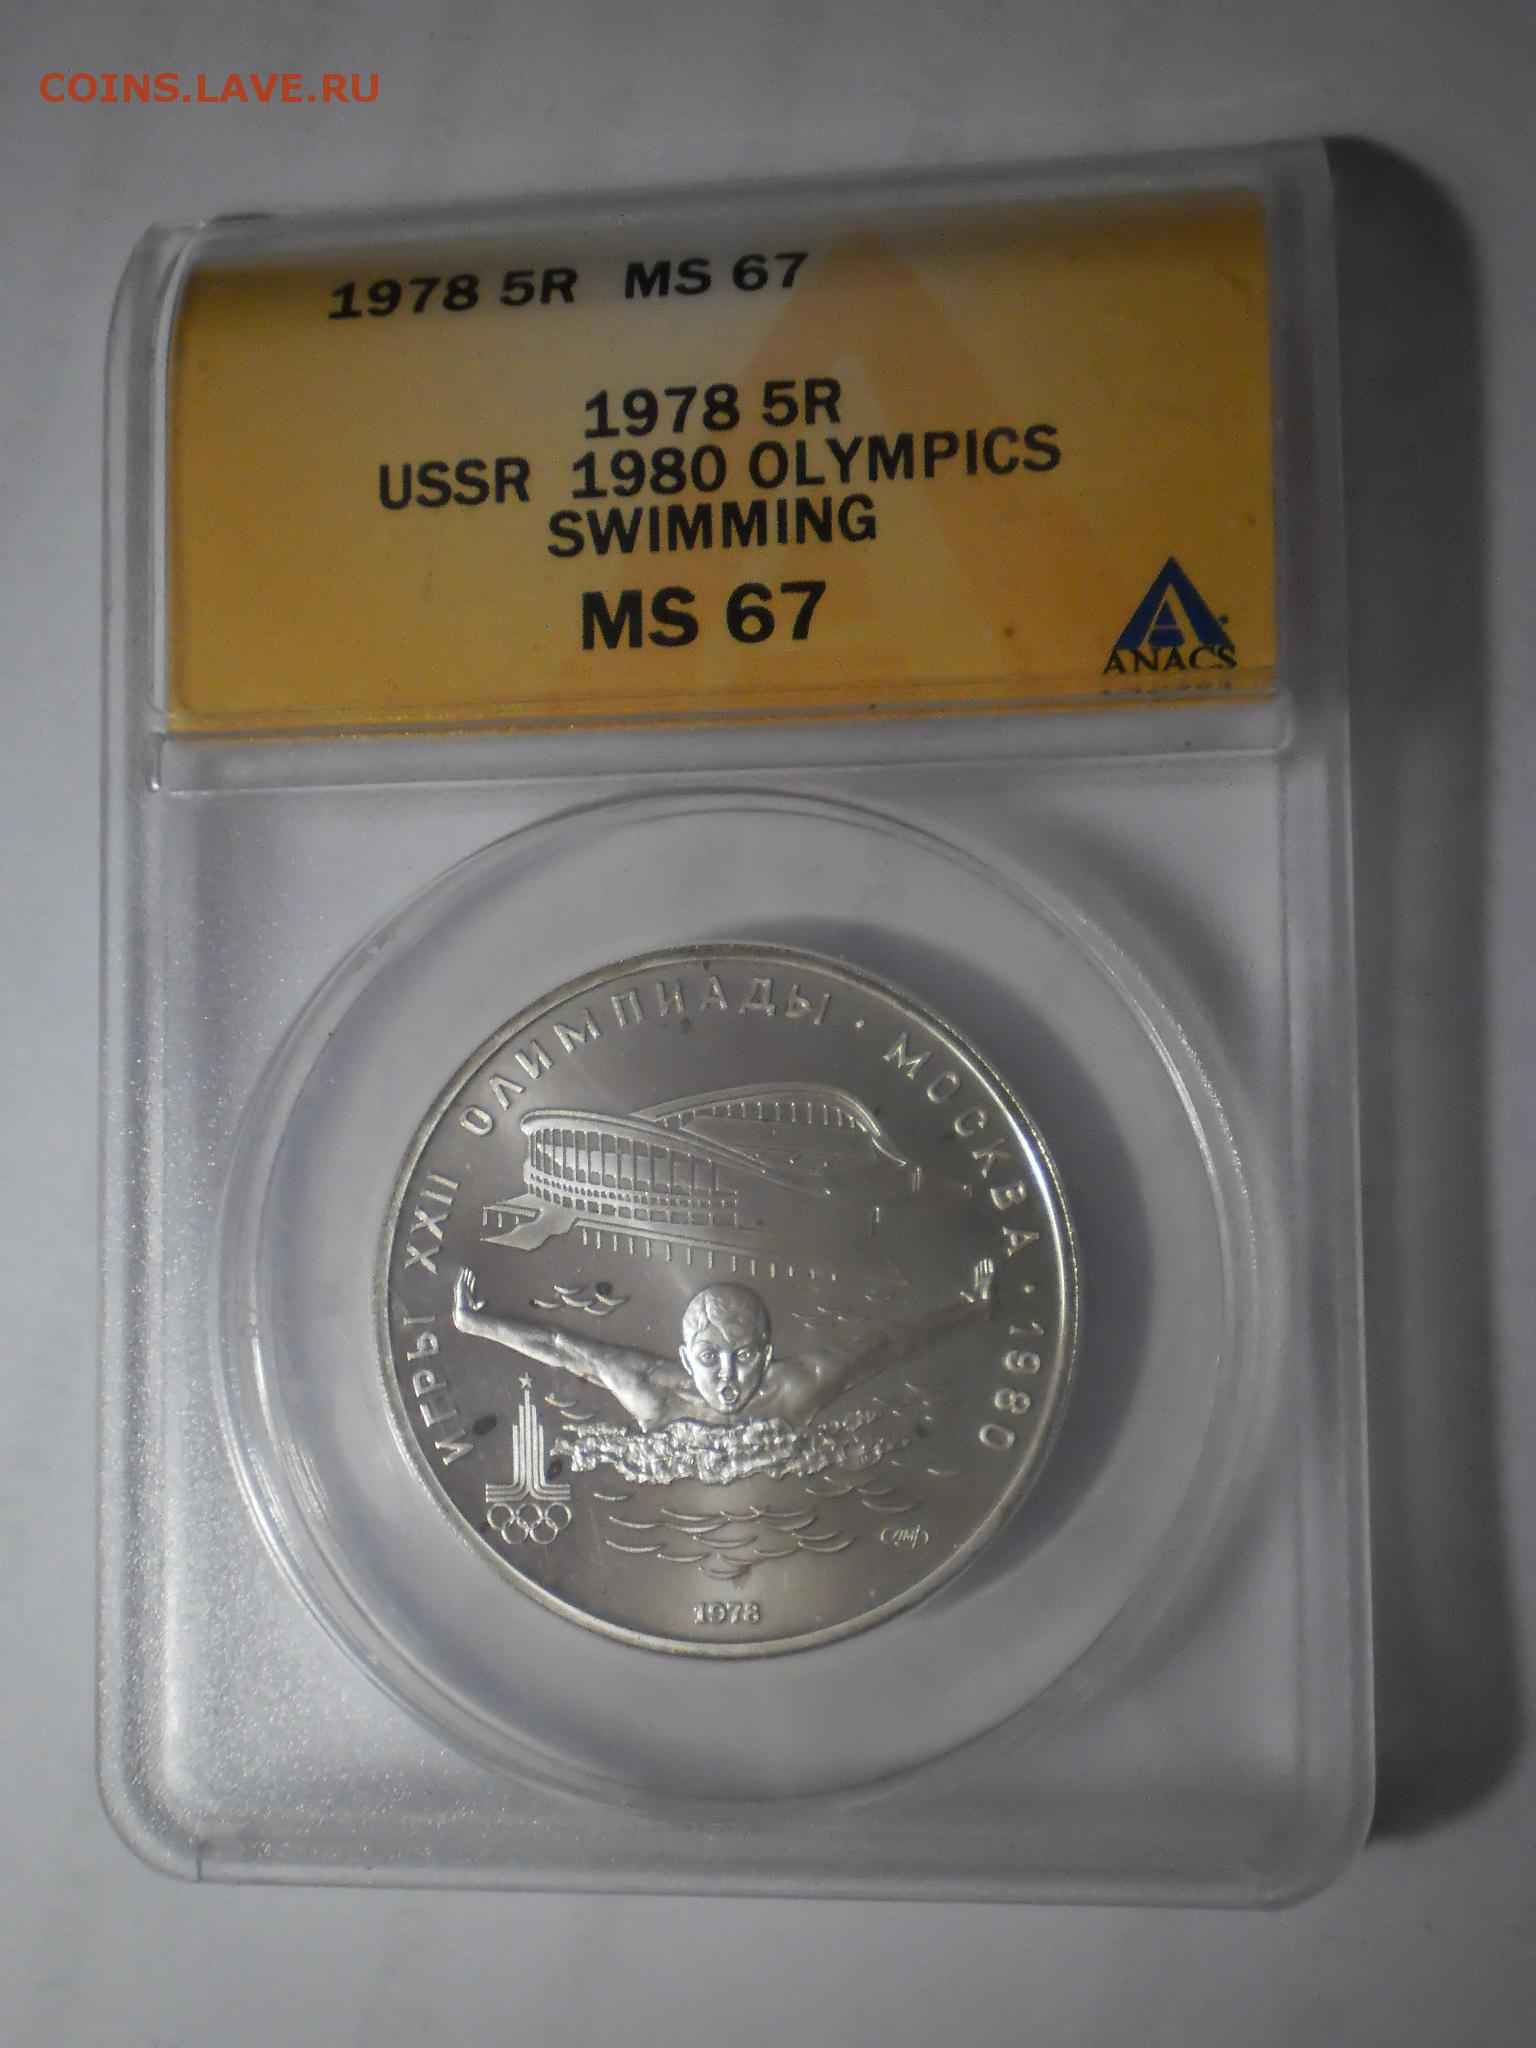 COINS.LAVE.RU
1978 5R MS 67
1978 5R
USSR 1980 OLYMPICS
SWIMMING
MS 67
ANACS
ИГРЫ XXII ОЛИМПИАДЫ · МОСКВА · 1980
ЛМД
1978